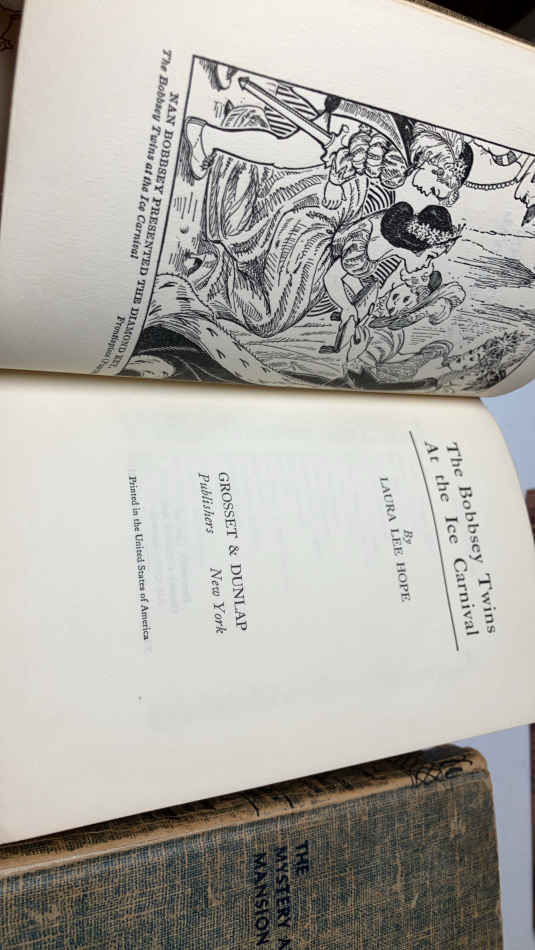 NAN BOBBSEY PRESENTED THE DIAMOND
The Bobbsey Twins at the Ice Carnival
The Bobbsey Twins
At the Ice Carnival
By
LAURA LEE HOPE
GROSSET & DUNLAP
Publishers New York
Printed in the United States of America
THE
MYSTERY A
MANSION